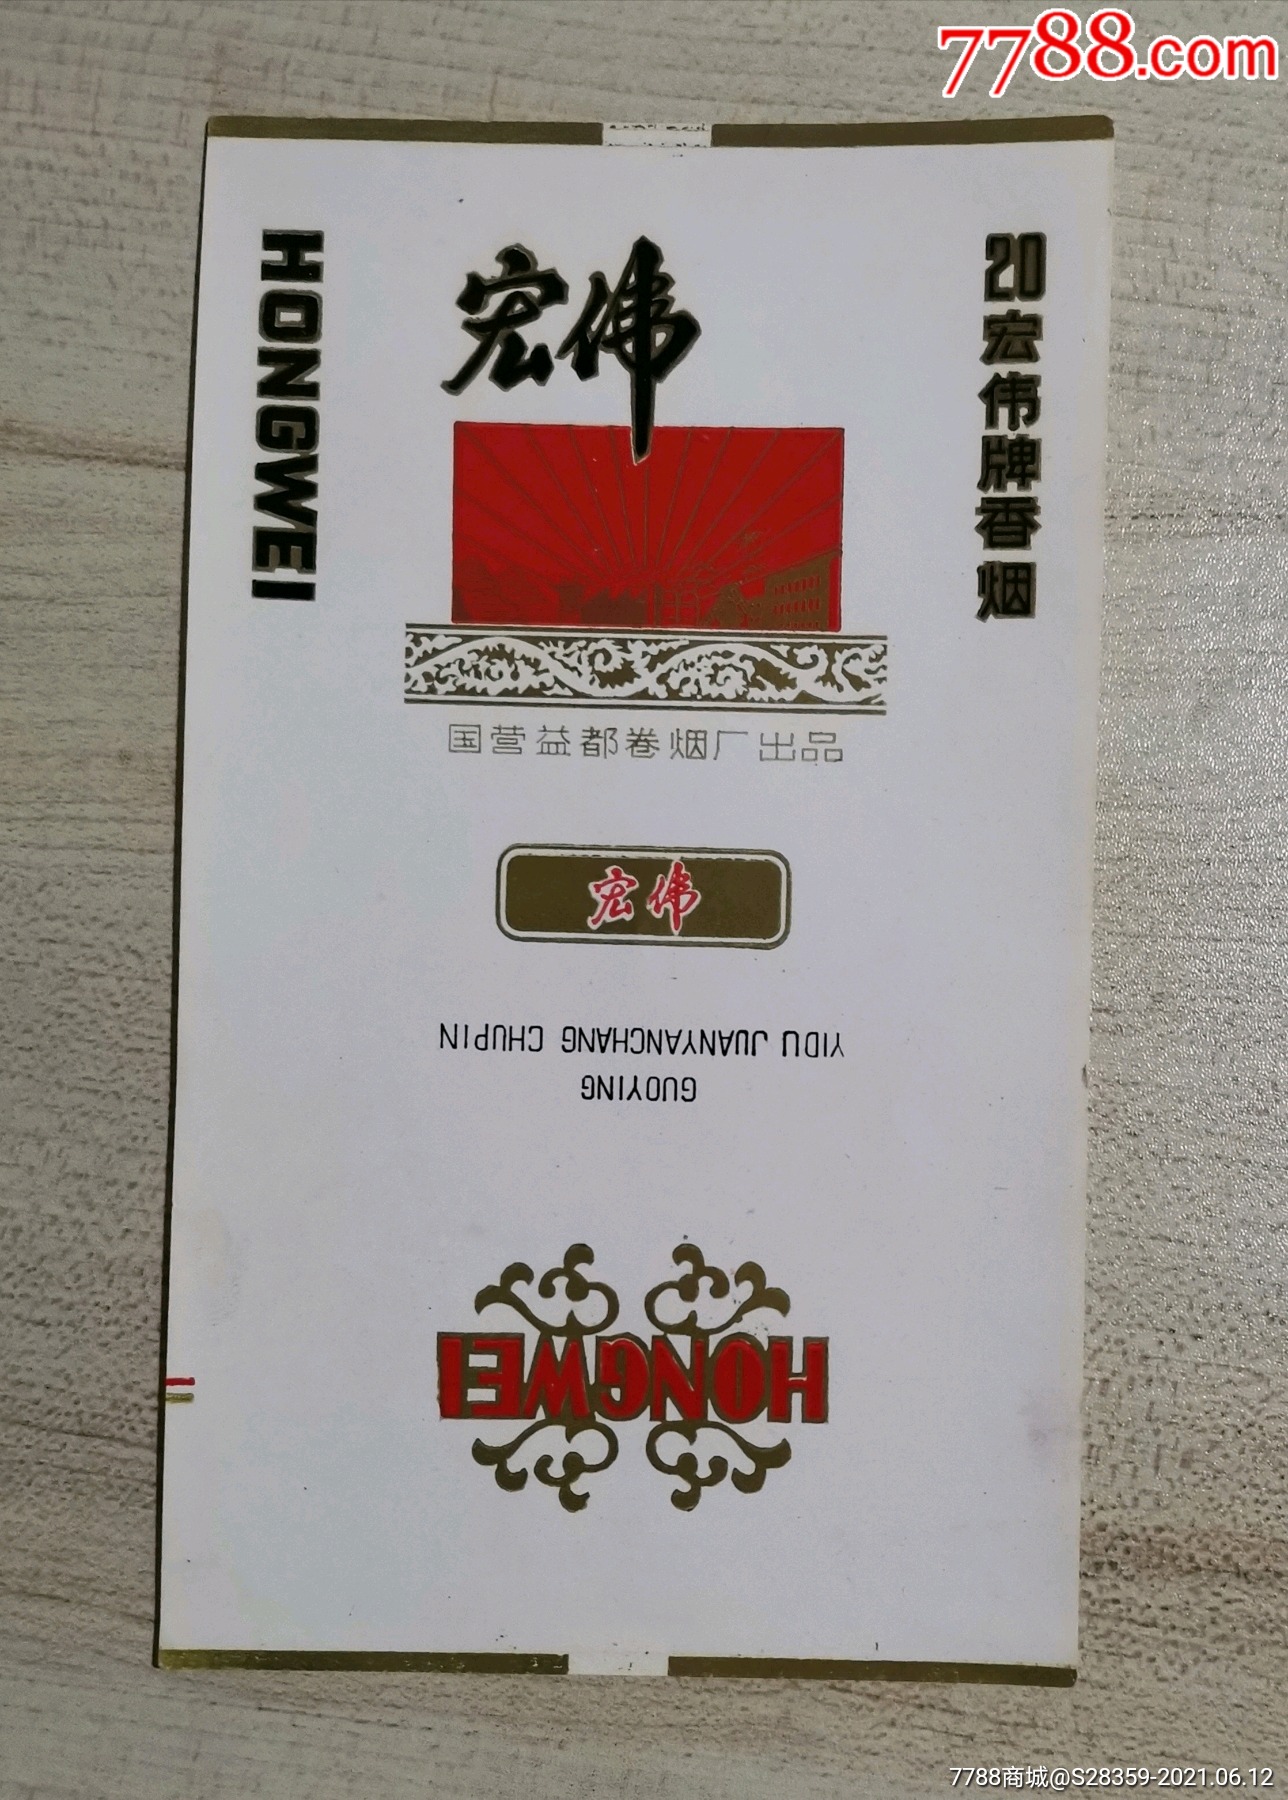 7788.com
HONGWEI
宏伟
20宏伟牌香烟
国营益都卷烟厂出品
宏伟
GUOYING
YIDU JUANYANCHANG CHUPIN
HONGWEI
7788商城@S28359-2021.06.12